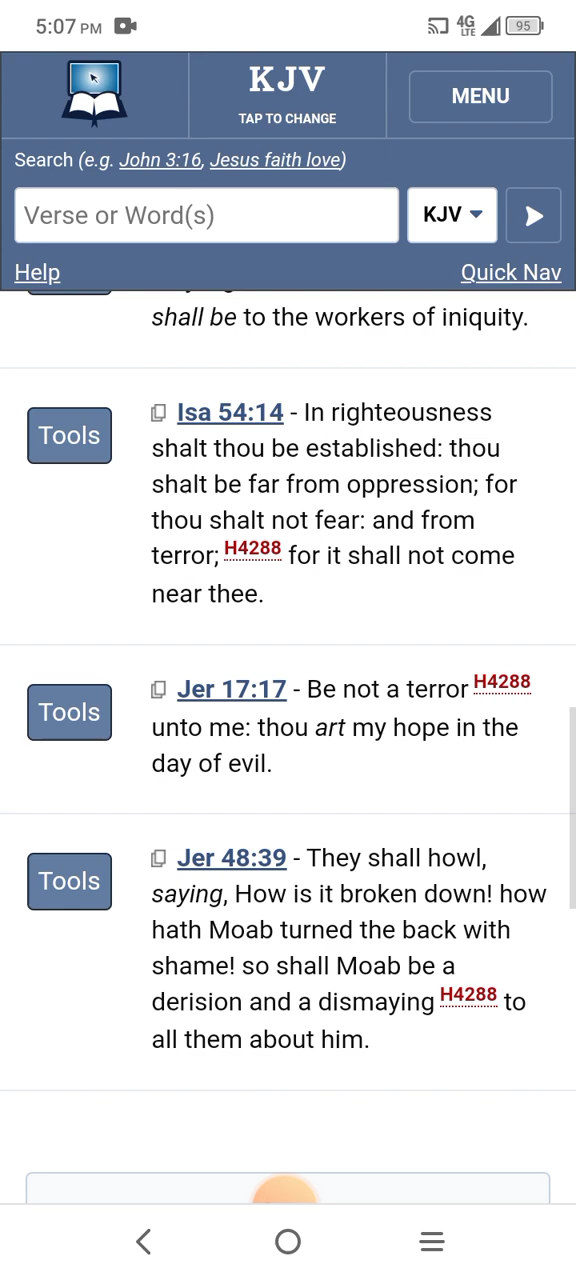 5:07 PM
4G
LTE
95
KJV
TAP TO CHANGE
MENU
Search (e.g. John 3:16, Jesus faith love)
Verse or Word(s)
KJV
Help
Quick Nav
shall be to the workers of iniquity.
Tools
Isa 54:14 - In righteousness
shalt thou be established: thou
shalt be far from oppression; for
thou shalt not fear: and from
terror; H4288 for it shall not come
near thee.
Tools
Jer 17:17 - Be not a terror H4288
unto me: thou art my hope in the
day of evil.
Tools
Jer 48:39 - They shall howl,
saying, How is it broken down! how
hath Moab turned the back with
shame! so shall Moab be a
derision and a dismaying H4288 to
all them about him.